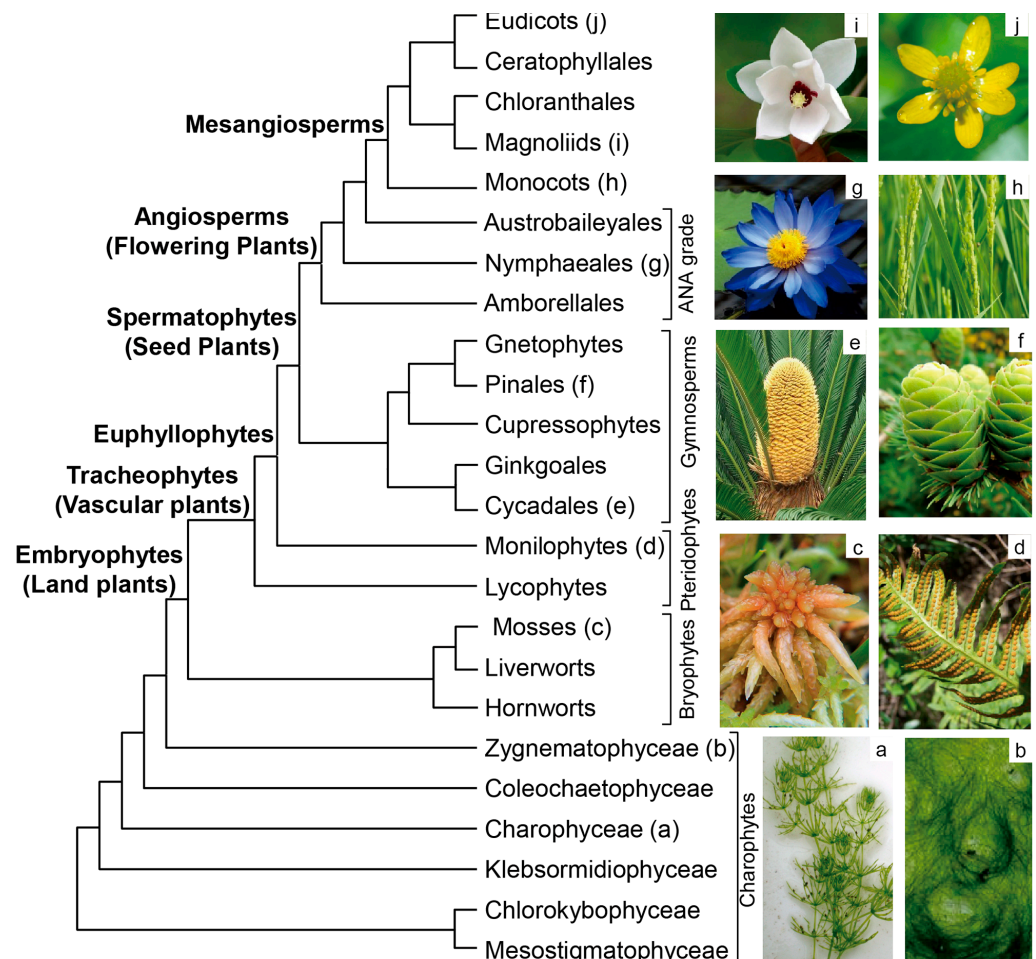 Eudicots (j)
Ceratophyllales
Chloranthales
Magnoliids (i)
Monocots (h)
Austrobaileyales
Nymphaeales (g)
Amborellales
Gnetophytes
Pinales (f)
Cupressophytes
Ginkgoales
Cycadales (e)
Monilophytes (d)
Lycophytes
Mosses (c)
Liverworts
Hornworts
Zygnematophyceae (b)
Coleochaetophyceae
Charophyceae (a)
Klebsormidiophyceae
Chlorokybophyceae
Mesostigmatophyceae
Mesangiosperms
Angiosperms
(Flowering Plants)
Spermatophytes
(Seed Plants)
Euphyllophytes
Tracheophytes
(Vascular plants)
Embryophytes
(Land plants)
ANA grade
Gymnosperms
Pteridophytes
Bryophytes
Charophytes
i
j
g
h
e
f
c
d
a
b